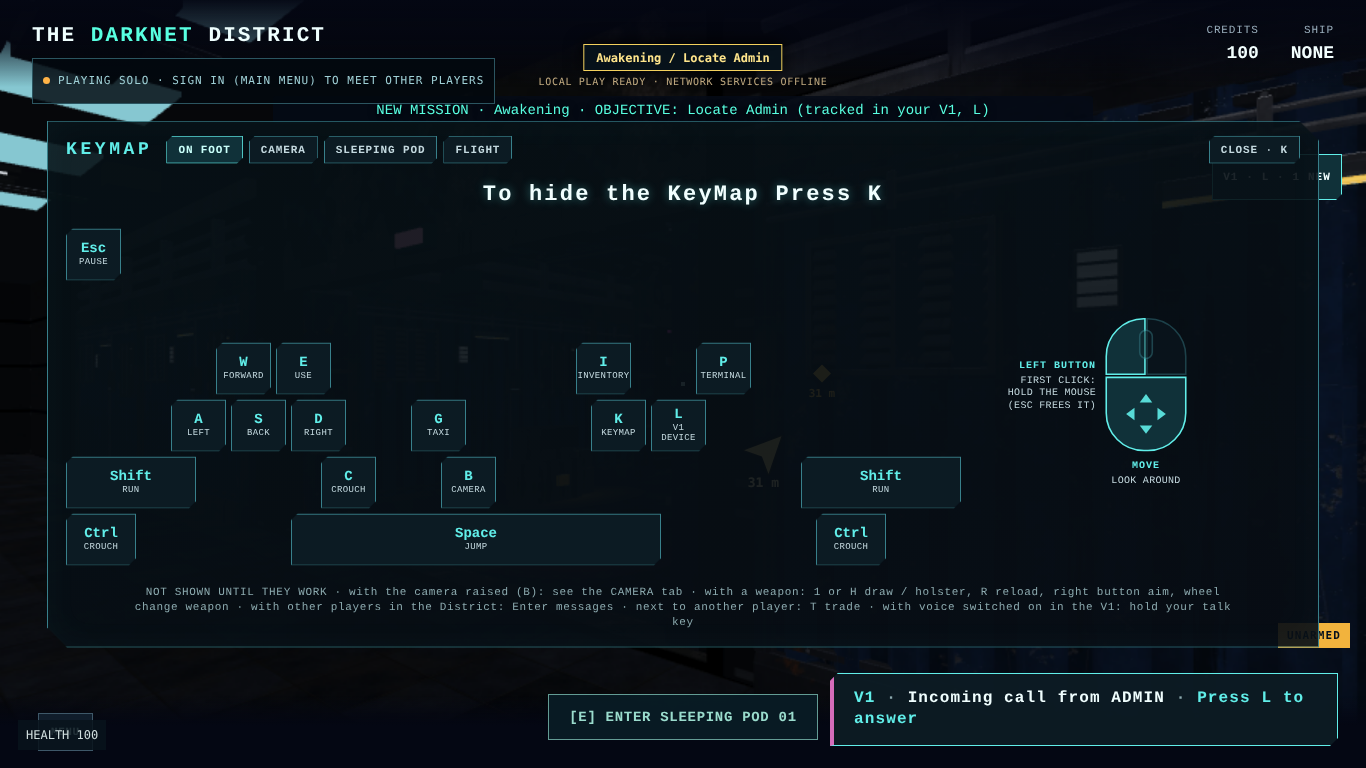 THE DARKNET DISTRICT
CREDITS
SHIP
100
NONE
Awakening / Locate Admin
PLAYING SOLO · SIGN IN (MAIN MENU) TO MEET OTHER PLAYERS
LOCAL PLAY READY · NETWORK SERVICES OFFLINE
NEW MISSION · Awakening · OBJECTIVE: Locate Admin (tracked in your V1, L)
KEYMAP
ON FOOT
CAMERA
SLEEPING POD
FLIGHT
CLOSE · K
V1 · L · 1 NEW
To hide the KeyMap Press K
Esc
PAUSE
W
FORWARD
E
USE
I
INVENTORY
P
TERMINAL
A
LEFT
S
BACK
D
RIGHT
G
TAXI
K
KEYMAP
L
V1
DEVICE
Shift
RUN
C
CROUCH
B
CAMERA
Shift
RUN
Ctrl
CROUCH
Space
JUMP
Ctrl
CROUCH
LEFT BUTTON
FIRST CLICK:
HOLD THE MOUSE
(ESC FREES IT)
MOVE
LOOK AROUND
31 m
31 m
NOT SHOWN UNTIL THEY WORK · with the camera raised (B): see the CAMERA tab · with a weapon: 1 or H draw / holster, R reload, right button aim, wheel
change weapon · with other players in the District: Enter messages · next to another player: T trade · with voice switched on in the V1: hold your talk
key
UNARMED
[E] ENTER SLEEPING POD 01
V1 · Incoming call from ADMIN · Press L to
answer
HEALTH 100